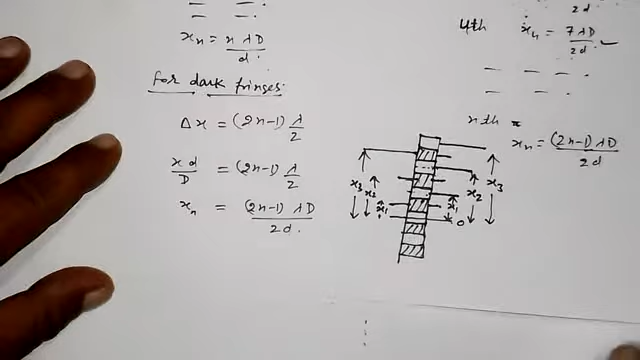 xₙ = nλD/d.
for dark fringes.
Δx = (2n-1) λ/2
xd/D = (2n-1) λ/2
xₙ = (2n-1) λD/2d.
2d
4th x₄ = 7λD/2d.
nth
xₙ = (2n-1) λD/2d
x₃ x₂ x₁ x₁ x₂ x₃
0